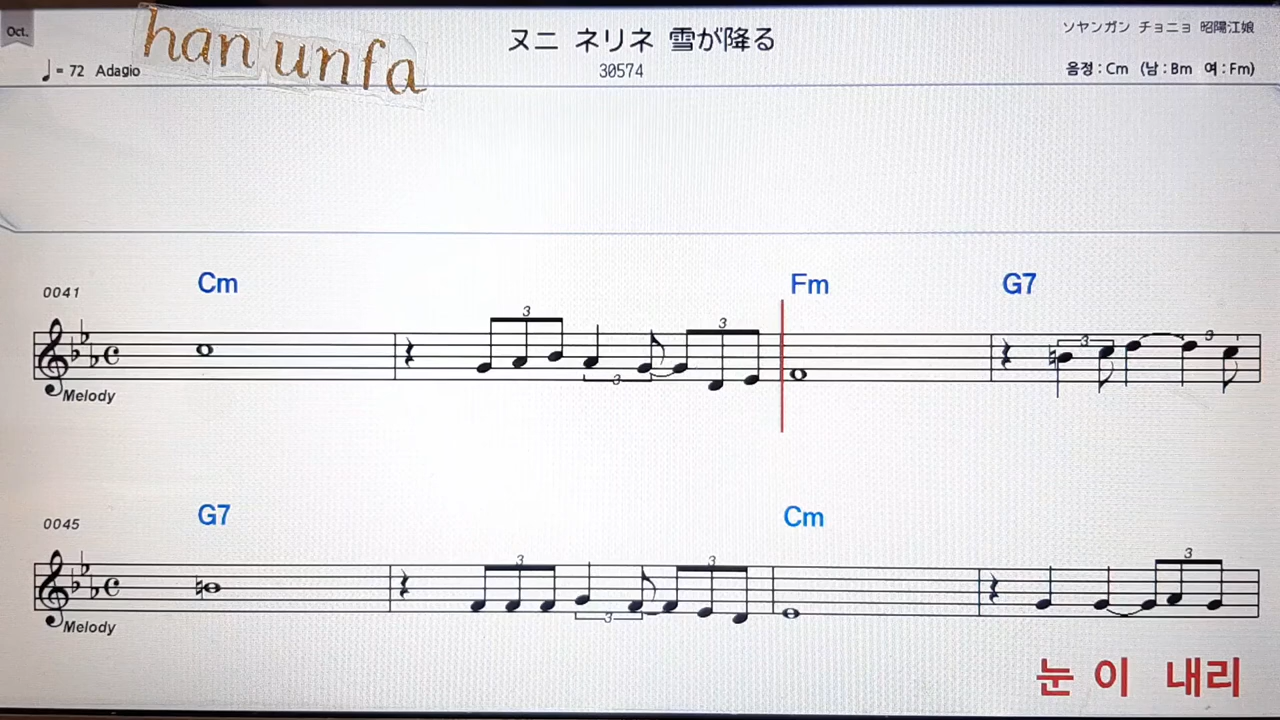 Oct.
han unfa
ヌニ ネリネ 雪が降る
ソヤンガン チョニョ 昭陽江娘
♩= 72 Adagio
30574
음정 : Cm (남 : Bm 여 : Fm)
Cm Fm G7
0041
3 3 3
3 3
Melody
G7 Cm
0045
3 3 3
3
Melody
눈 이 내리